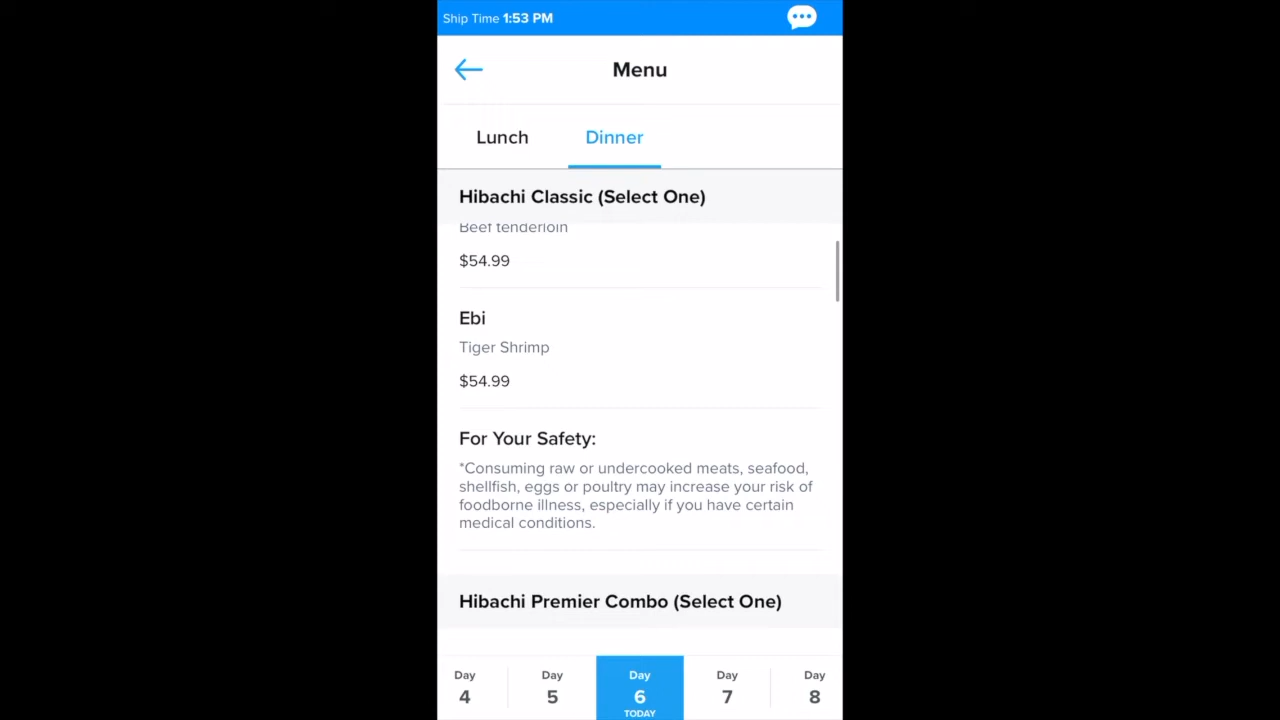 Ship Time 1:53 PM
Menu
Lunch Dinner
Hibachi Classic (Select One)
Beef tenderloin
$54.99
Ebi
Tiger Shrimp
$54.99
For Your Safety:
*Consuming raw or undercooked meats, seafood,
shellfish, eggs or poultry may increase your risk of
foodborne illness, especially if you have certain
medical conditions.
Hibachi Premier Combo (Select One)
Day Day Day Day Day
4 5 6 7 8
TODAY